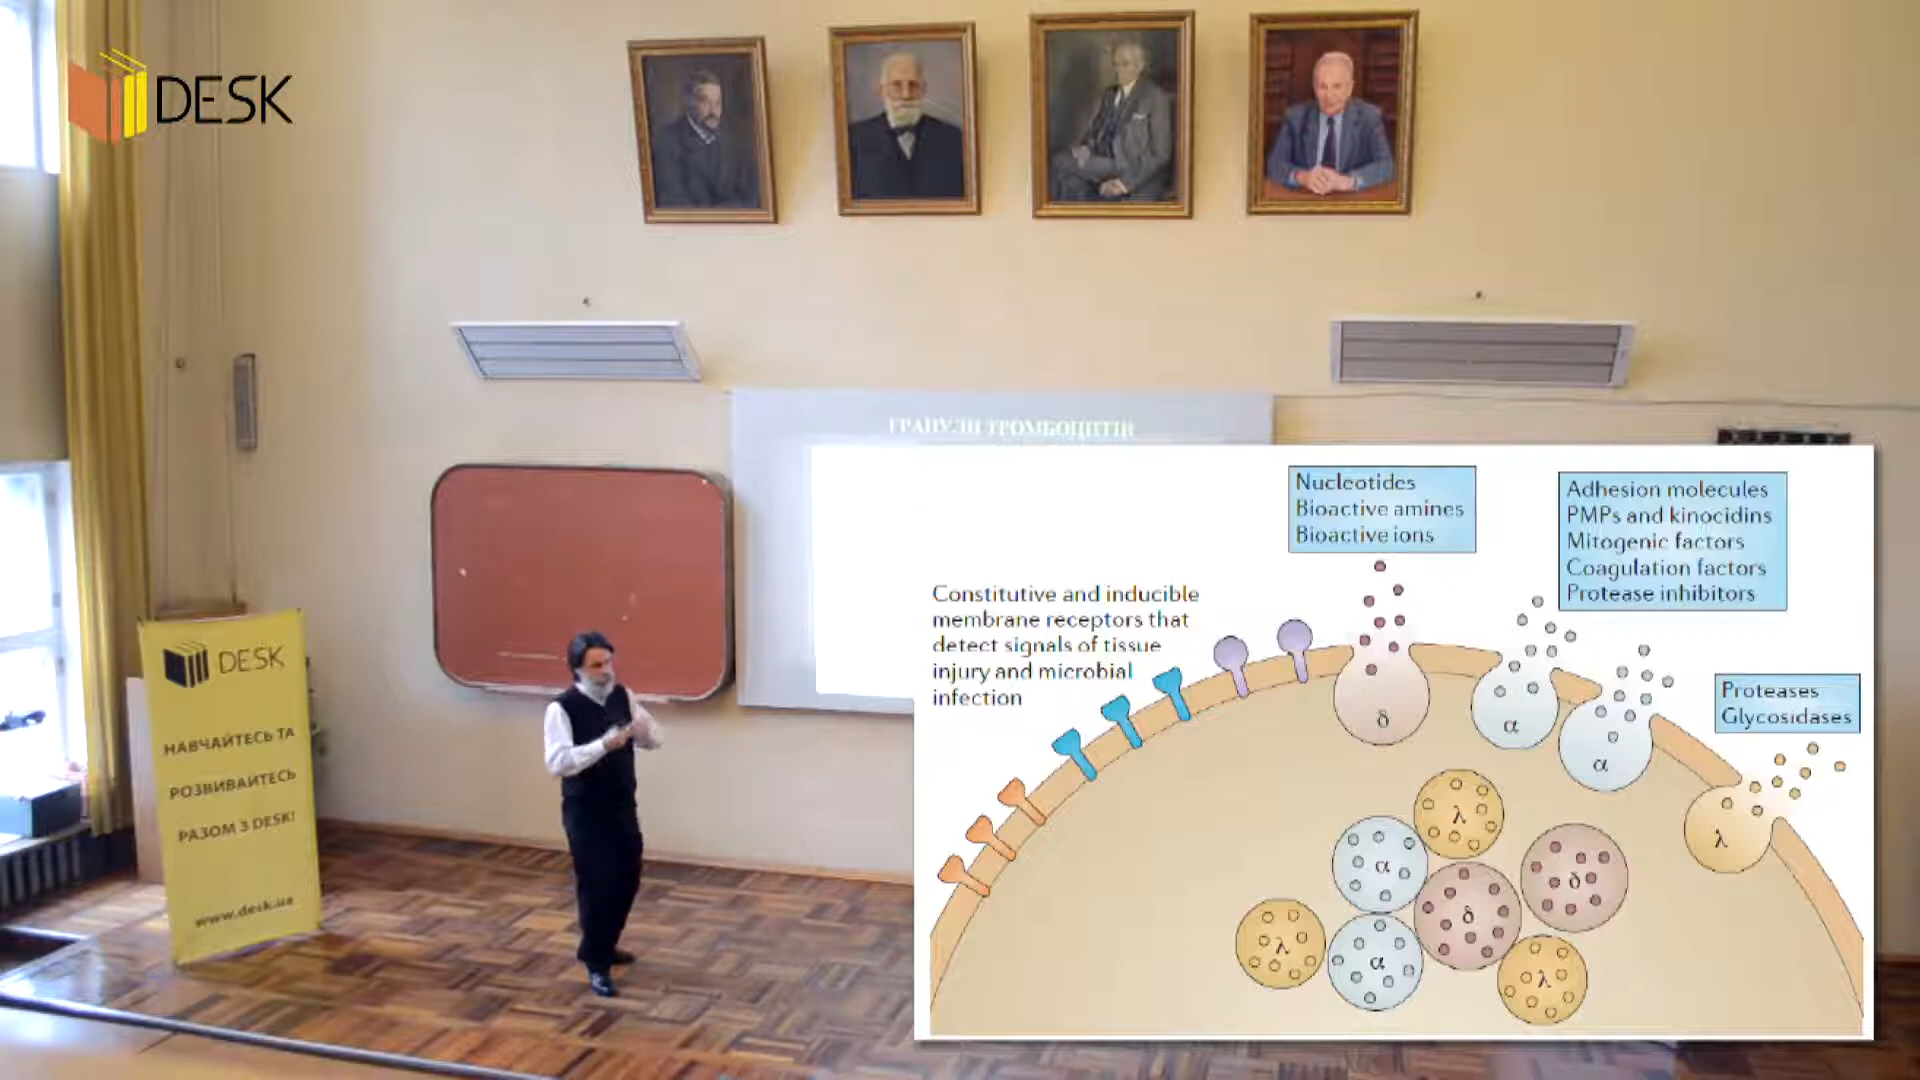 DESK
ГРАНУЛИ ТРОМБОЦИТІВ
Nucleotides
Bioactive amines
Bioactive ions
Adhesion molecules
PMPs and kinocidins
Mitogenic factors
Coagulation factors
Protease inhibitors
Constitutive and inducible
membrane receptors that
detect signals of tissue
injury and microbial
infection
Proteases
Glycosidases
δ
α
α
λ
λ
α
δ
δ
λ
α
λ
DESK
НАВЧАЙТЕСЬ ТА
РОЗВИВАЙТЕСЬ
РАЗОМ З DESK!
www.desk.ua